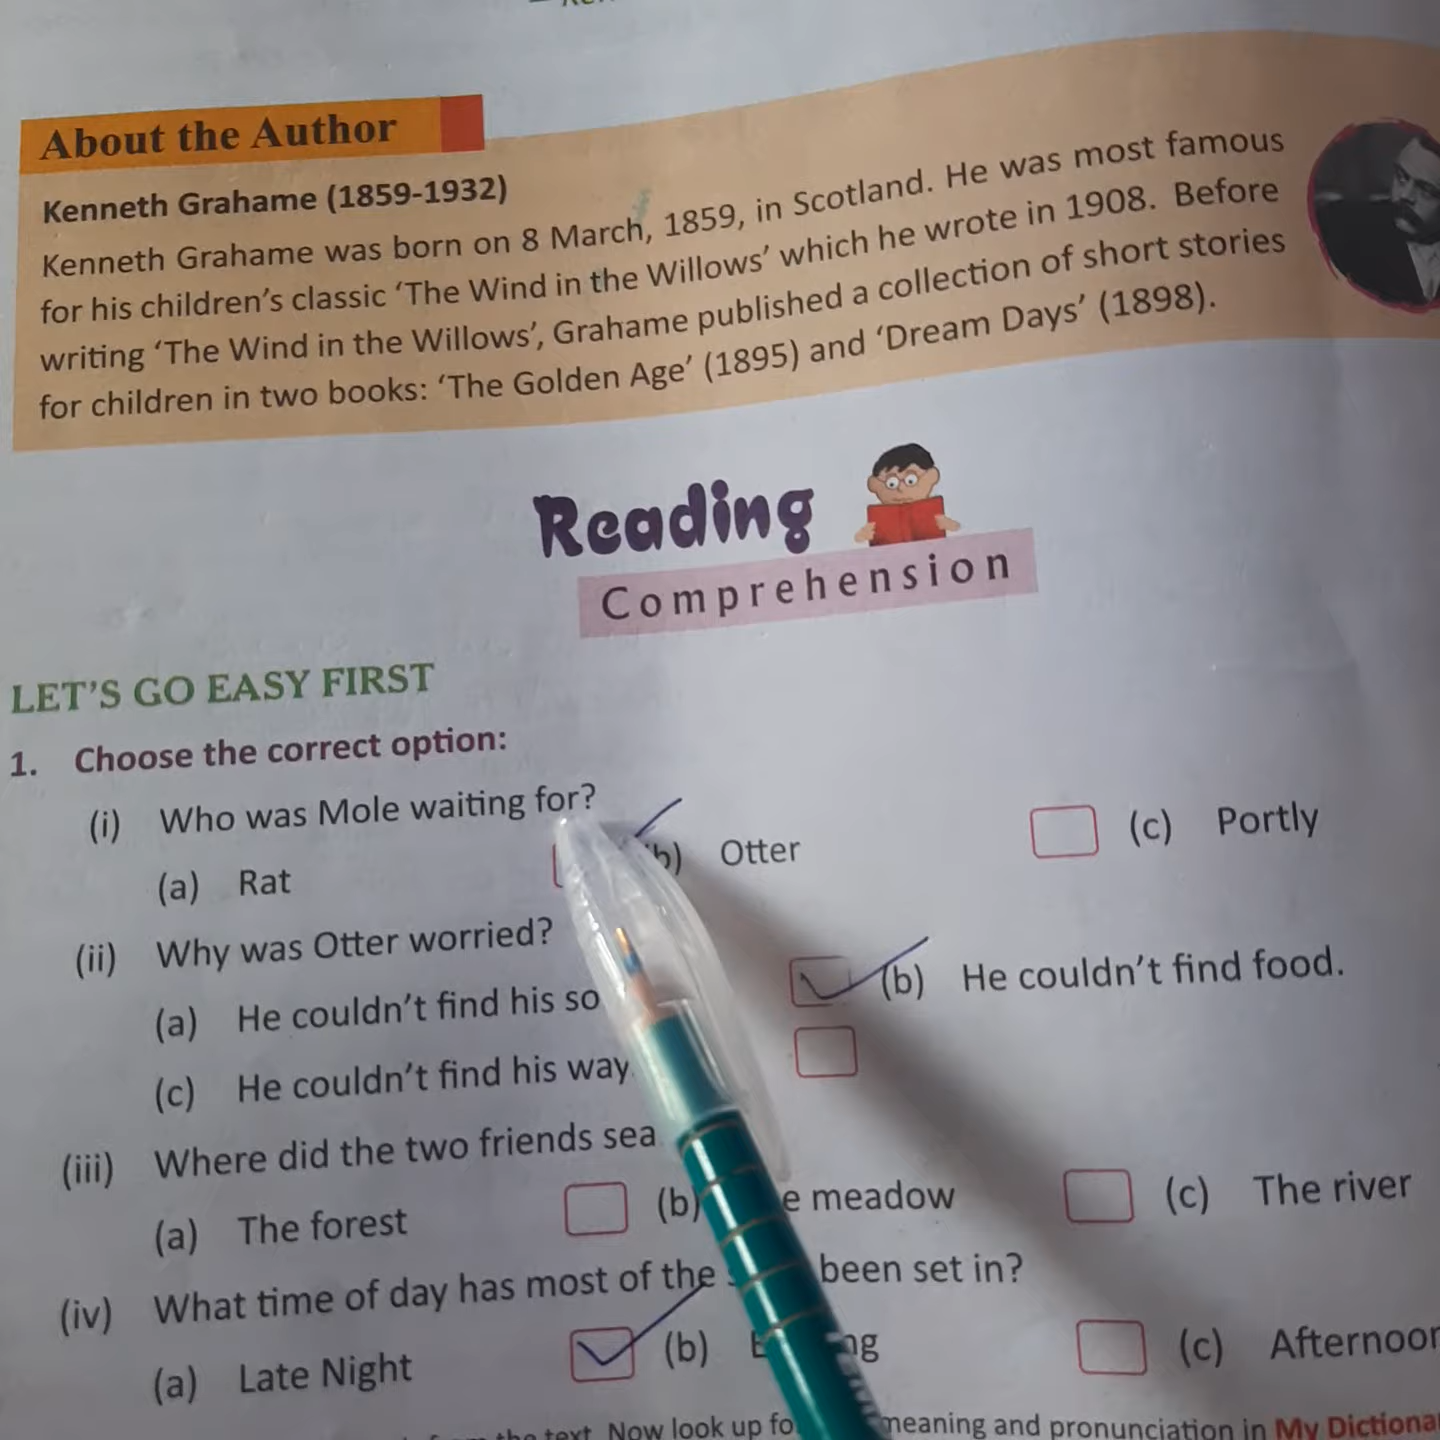 About the Author
Kenneth Grahame (1859-1932)
Kenneth Grahame was born on 8 March, 1859, in Scotland. He was most famous
for his children's classic 'The Wind in the Willows' which he wrote in 1908. Before
writing 'The Wind in the Willows', Grahame published a collection of short stories
for children in two books: 'The Golden Age' (1895) and 'Dream Days' (1898).
Reading
Comprehension
LET'S GO EASY FIRST
1. Choose the correct option:
(i) Who was Mole waiting for?
(a) Rat (b) Otter (c) Portly
(ii) Why was Otter worried?
(a) He couldn't find his (b) He couldn't find food.
(c) He couldn't find his way
(iii) Where did the two friends
(a) The forest (b) meadow (c) The river
(iv) What time of day has most of the been set in?
(a) Late Night (b) (c)
the text. Now look up meaning and pronunciation in My